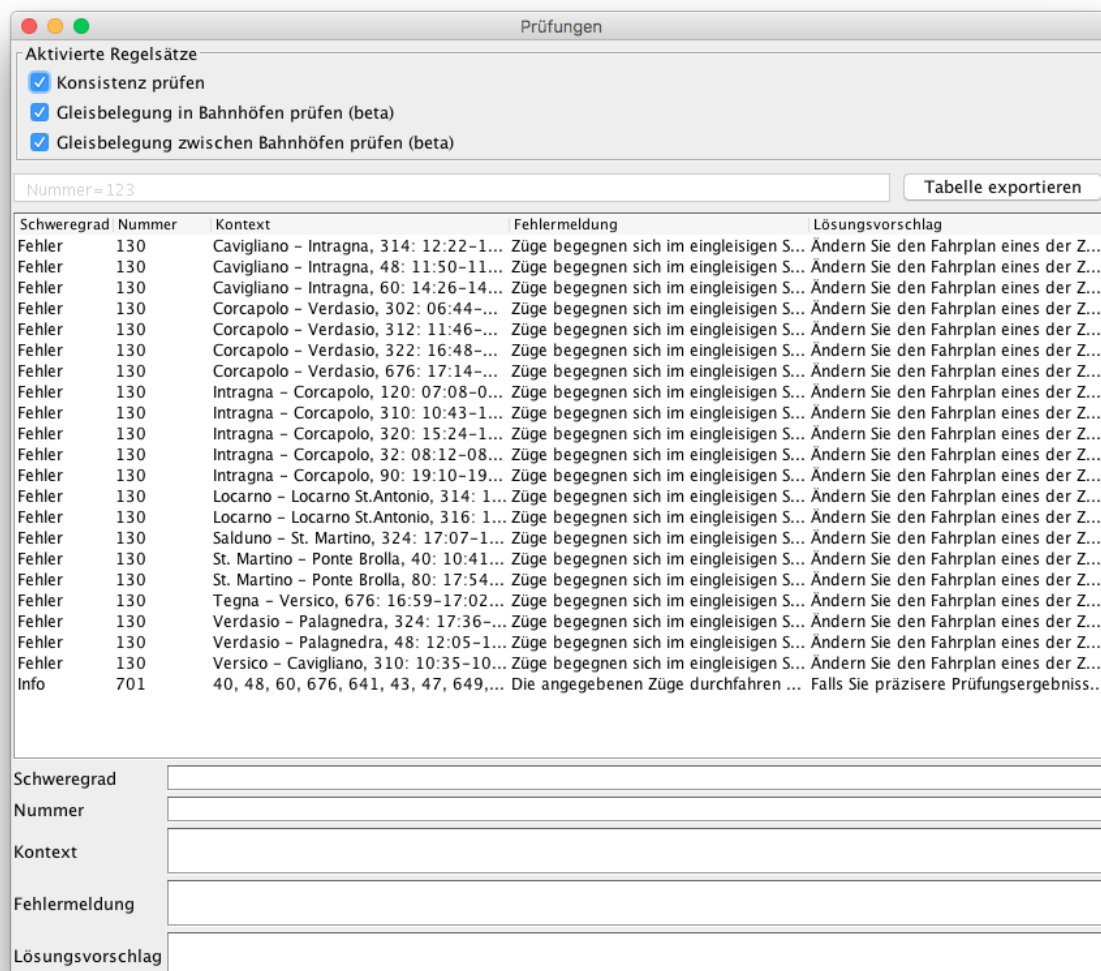 Prüfungen
Aktivierte Regelsätze
Konsistenz prüfen
Gleisbelegung in Bahnhöfen prüfen (beta)
Gleisbelegung zwischen Bahnhöfen prüfen (beta)
Nummer=123 Tabelle exportieren
Schweregrad Nummer Kontext Fehlermeldung Lösungsvorschlag
Fehler 130 Cavigliano – Intragna, 314: 12:22–1... Züge begegnen sich im eingleisigen S... Ändern Sie den Fahrplan eines der Z...
Fehler 130 Cavigliano – Intragna, 48: 11:50–11... Züge begegnen sich im eingleisigen S... Ändern Sie den Fahrplan eines der Z...
Fehler 130 Cavigliano – Intragna, 60: 14:26–14... Züge begegnen sich im eingleisigen S... Ändern Sie den Fahrplan eines der Z...
Fehler 130 Corcapolo – Verdasio, 302: 06:44–... Züge begegnen sich im eingleisigen S... Ändern Sie den Fahrplan eines der Z...
Fehler 130 Corcapolo – Verdasio, 312: 11:46–... Züge begegnen sich im eingleisigen S... Ändern Sie den Fahrplan eines der Z...
Fehler 130 Corcapolo – Verdasio, 322: 16:48–... Züge begegnen sich im eingleisigen S... Ändern Sie den Fahrplan eines der Z...
Fehler 130 Corcapolo – Verdasio, 676: 17:14–... Züge begegnen sich im eingleisigen S... Ändern Sie den Fahrplan eines der Z...
Fehler 130 Intragna – Corcapolo, 120: 07:08–0... Züge begegnen sich im eingleisigen S... Ändern Sie den Fahrplan eines der Z...
Fehler 130 Intragna – Corcapolo, 310: 10:43–1... Züge begegnen sich im eingleisigen S... Ändern Sie den Fahrplan eines der Z...
Fehler 130 Intragna – Corcapolo, 320: 15:24–1... Züge begegnen sich im eingleisigen S... Ändern Sie den Fahrplan eines der Z...
Fehler 130 Intragna – Corcapolo, 32: 08:12–08... Züge begegnen sich im eingleisigen S... Ändern Sie den Fahrplan eines der Z...
Fehler 130 Intragna – Corcapolo, 90: 19:10–19... Züge begegnen sich im eingleisigen S... Ändern Sie den Fahrplan eines der Z...
Fehler 130 Locarno – Locarno St.Antonio, 314: 1... Züge begegnen sich im eingleisigen S... Ändern Sie den Fahrplan eines der Z...
Fehler 130 Locarno – Locarno St.Antonio, 316: 1... Züge begegnen sich im eingleisigen S... Ändern Sie den Fahrplan eines der Z...
Fehler 130 Salduno – St. Martino, 324: 17:07–1... Züge begegnen sich im eingleisigen S... Ändern Sie den Fahrplan eines der Z...
Fehler 130 St. Martino – Ponte Brolla, 40: 10:41... Züge begegnen sich im eingleisigen S... Ändern Sie den Fahrplan eines der Z...
Fehler 130 St. Martino – Ponte Brolla, 80: 17:54... Züge begegnen sich im eingleisigen S... Ändern Sie den Fahrplan eines der Z...
Fehler 130 Tegna – Versico, 676: 16:59–17:02... Züge begegnen sich im eingleisigen S... Ändern Sie den Fahrplan eines der Z...
Fehler 130 Verdasio – Palagnedra, 324: 17:36–... Züge begegnen sich im eingleisigen S... Ändern Sie den Fahrplan eines der Z...
Fehler 130 Verdasio – Palagnedra, 48: 12:05–1... Züge begegnen sich im eingleisigen S... Ändern Sie den Fahrplan eines der Z...
Fehler 130 Versico – Cavigliano, 310: 10:35–10... Züge begegnen sich im eingleisigen S... Ändern Sie den Fahrplan eines der Z...
Info 701 40, 48, 60, 676, 641, 43, 47, 649,... Die angegebenen Züge durchfahren ... Falls Sie präzisere Prüfungsergebniss...
Schweregrad
Nummer
Kontext
Fehlermeldung
Lösungsvorschlag